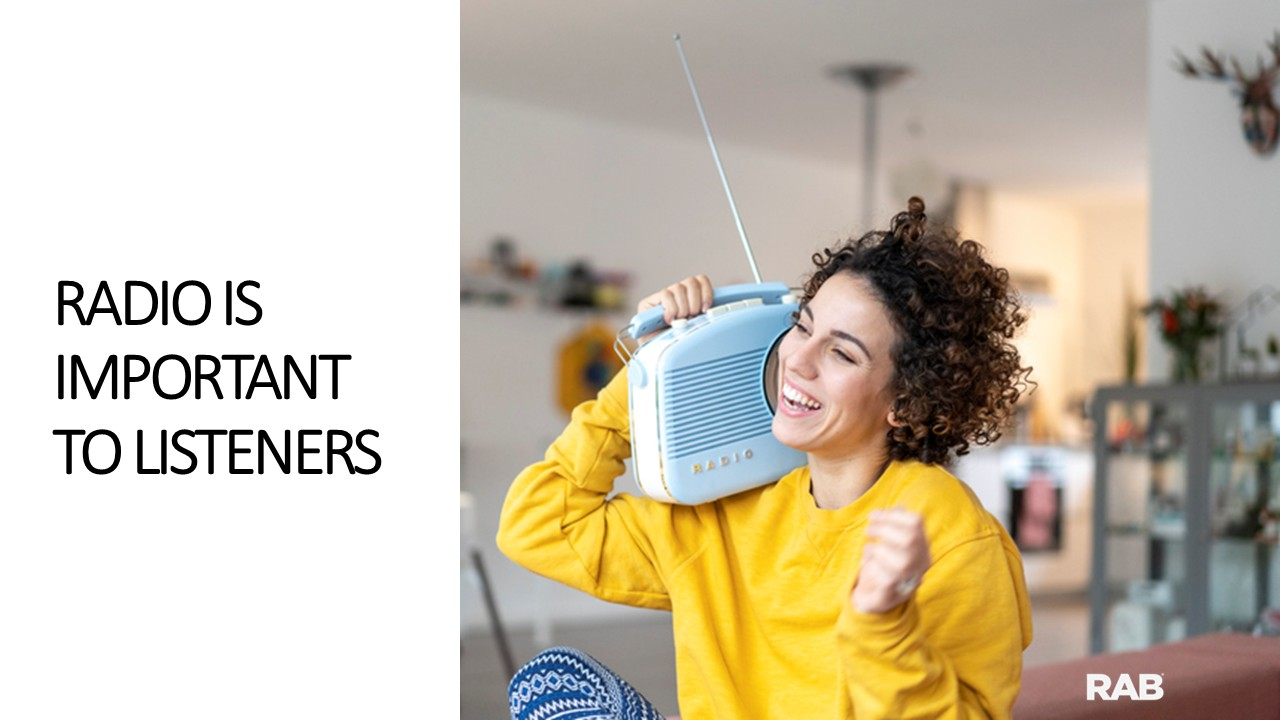 RADIO IS
IMPORTANT
TO LISTENERS
RADIO
RAB